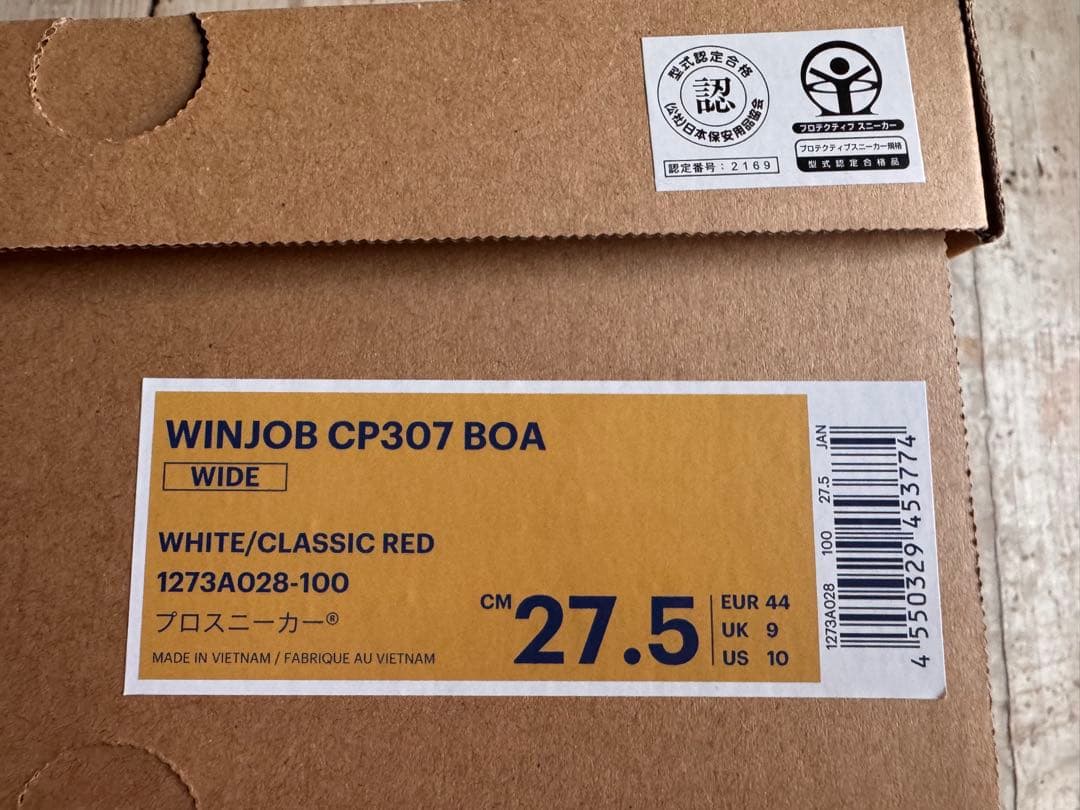 型式認定合格
認
(公社)日本保安用品協会
認定番号：2169
プロテクティブ スニーカー
プロテクティブスニーカー規格
型式認定合格品
WINJOB CP307 BOA
WIDE
WHITE/CLASSIC RED
1273A028-100
プロスニーカー®
MADE IN VIETNAM / FABRIQUE AU VIETNAM
CM 27.5
EUR 44
UK 9
US 10
1273A028 100 27.5 JAN
4 550329 453774